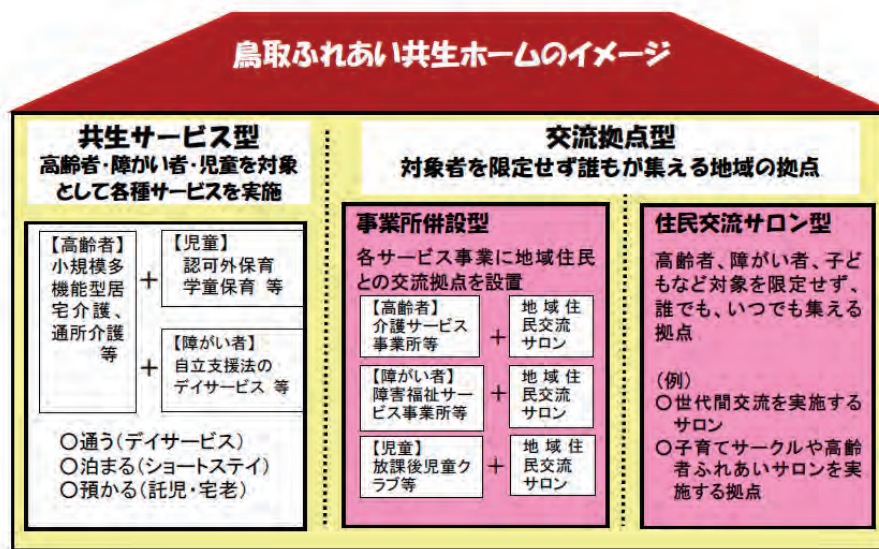 鳥取ふれあい共生ホームのイメージ
共生サービス型
高齢者・障がい者・児童を対象
として各種サービスを実施
【高齢者】
小規模多
機能型居
宅介護、
通所介護
等
＋
【児童】
認可外保育
学童保育 等
＋
【障がい者】
自立支援法の
デイサービス 等
○通う(デイサービス)
○泊まる(ショートステイ)
○預かる(託児・宅老)
交流拠点型
対象者を限定せず誰もが集える地域の拠点
事業所併設型
各サービス事業に地域住民
との交流拠点を設置
【高齢者】
介護サービス
事業所等
＋
地域住
民交流
サロン
【障がい者】
障害福祉サー
ビス事業所等
＋
地域住
民交流
サロン
【児童】
放課後児童ク
ラブ等
＋
地域住
民交流
サロン
住民交流サロン型
高齢者、障がい者、子ど
もなど対象を限定せず、
誰でも、いつでも集える
拠点
(例)
○世代間交流を実施する
サロン
○子育てサークルや高齢
者ふれあいサロンを実
施する拠点